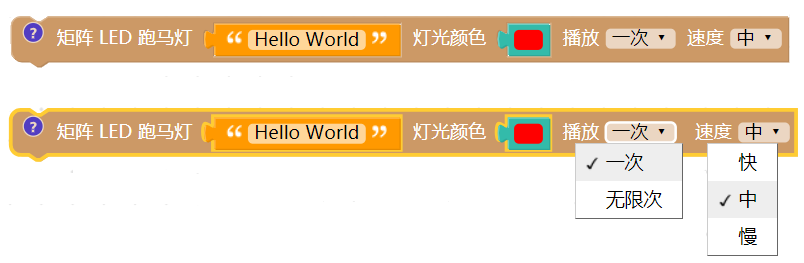 ? 矩阵 LED 跑马灯 “ Hello World ” 灯光颜色 播放 一次 ▼ 速度 中 ▼
? 矩阵 LED 跑马灯 “ Hello World ” 灯光颜色 播放 一次 ▼ 速度 中 ▼
✓ 一次
无限次
快
✓ 中
慢